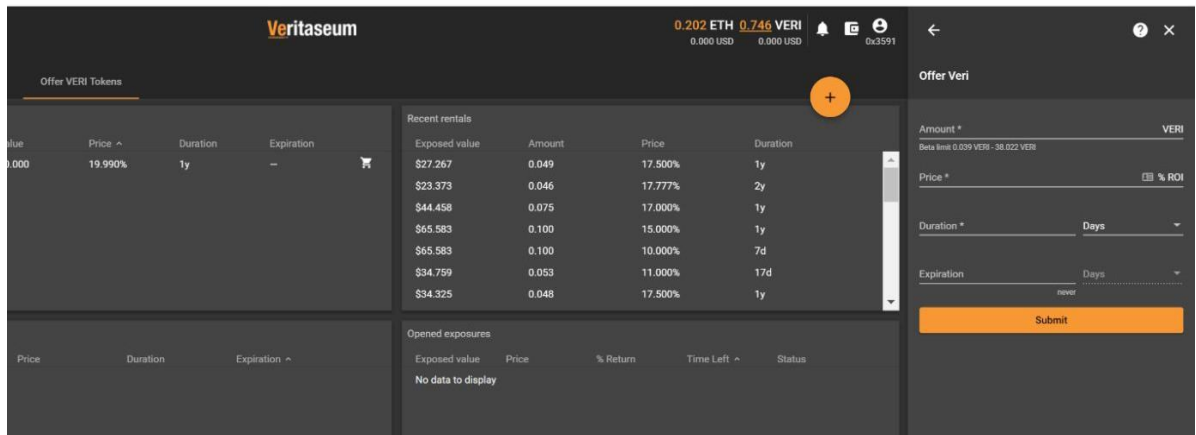 Veritaseum
0.202 ETH 0.746 VERI
0.000 USD 0.000 USD
0x3591
Offer VERI Tokens
+
Price Duration Expiration
0.000 19.990% 1y --
Recent rentals
Exposed value Amount Price Duration
$27.267 0.049 17.500% 1y
$23.373 0.046 17.777% 2y
$44.458 0.075 17.000% 1y
$65.583 0.100 15.000% 1y
$65.583 0.100 10.000% 7d
$34.759 0.053 11.000% 17d
$34.325 0.048 17.500% 1y
Price Duration Expiration
Opened exposures
Exposed value Price % Return Time Left Status
No data to display
Offer Veri
Amount * VERI
Beta limit 0.039 VERI - 38.022 VERI
Price * % ROI
Duration * Days
Expiration Days
never
Submit